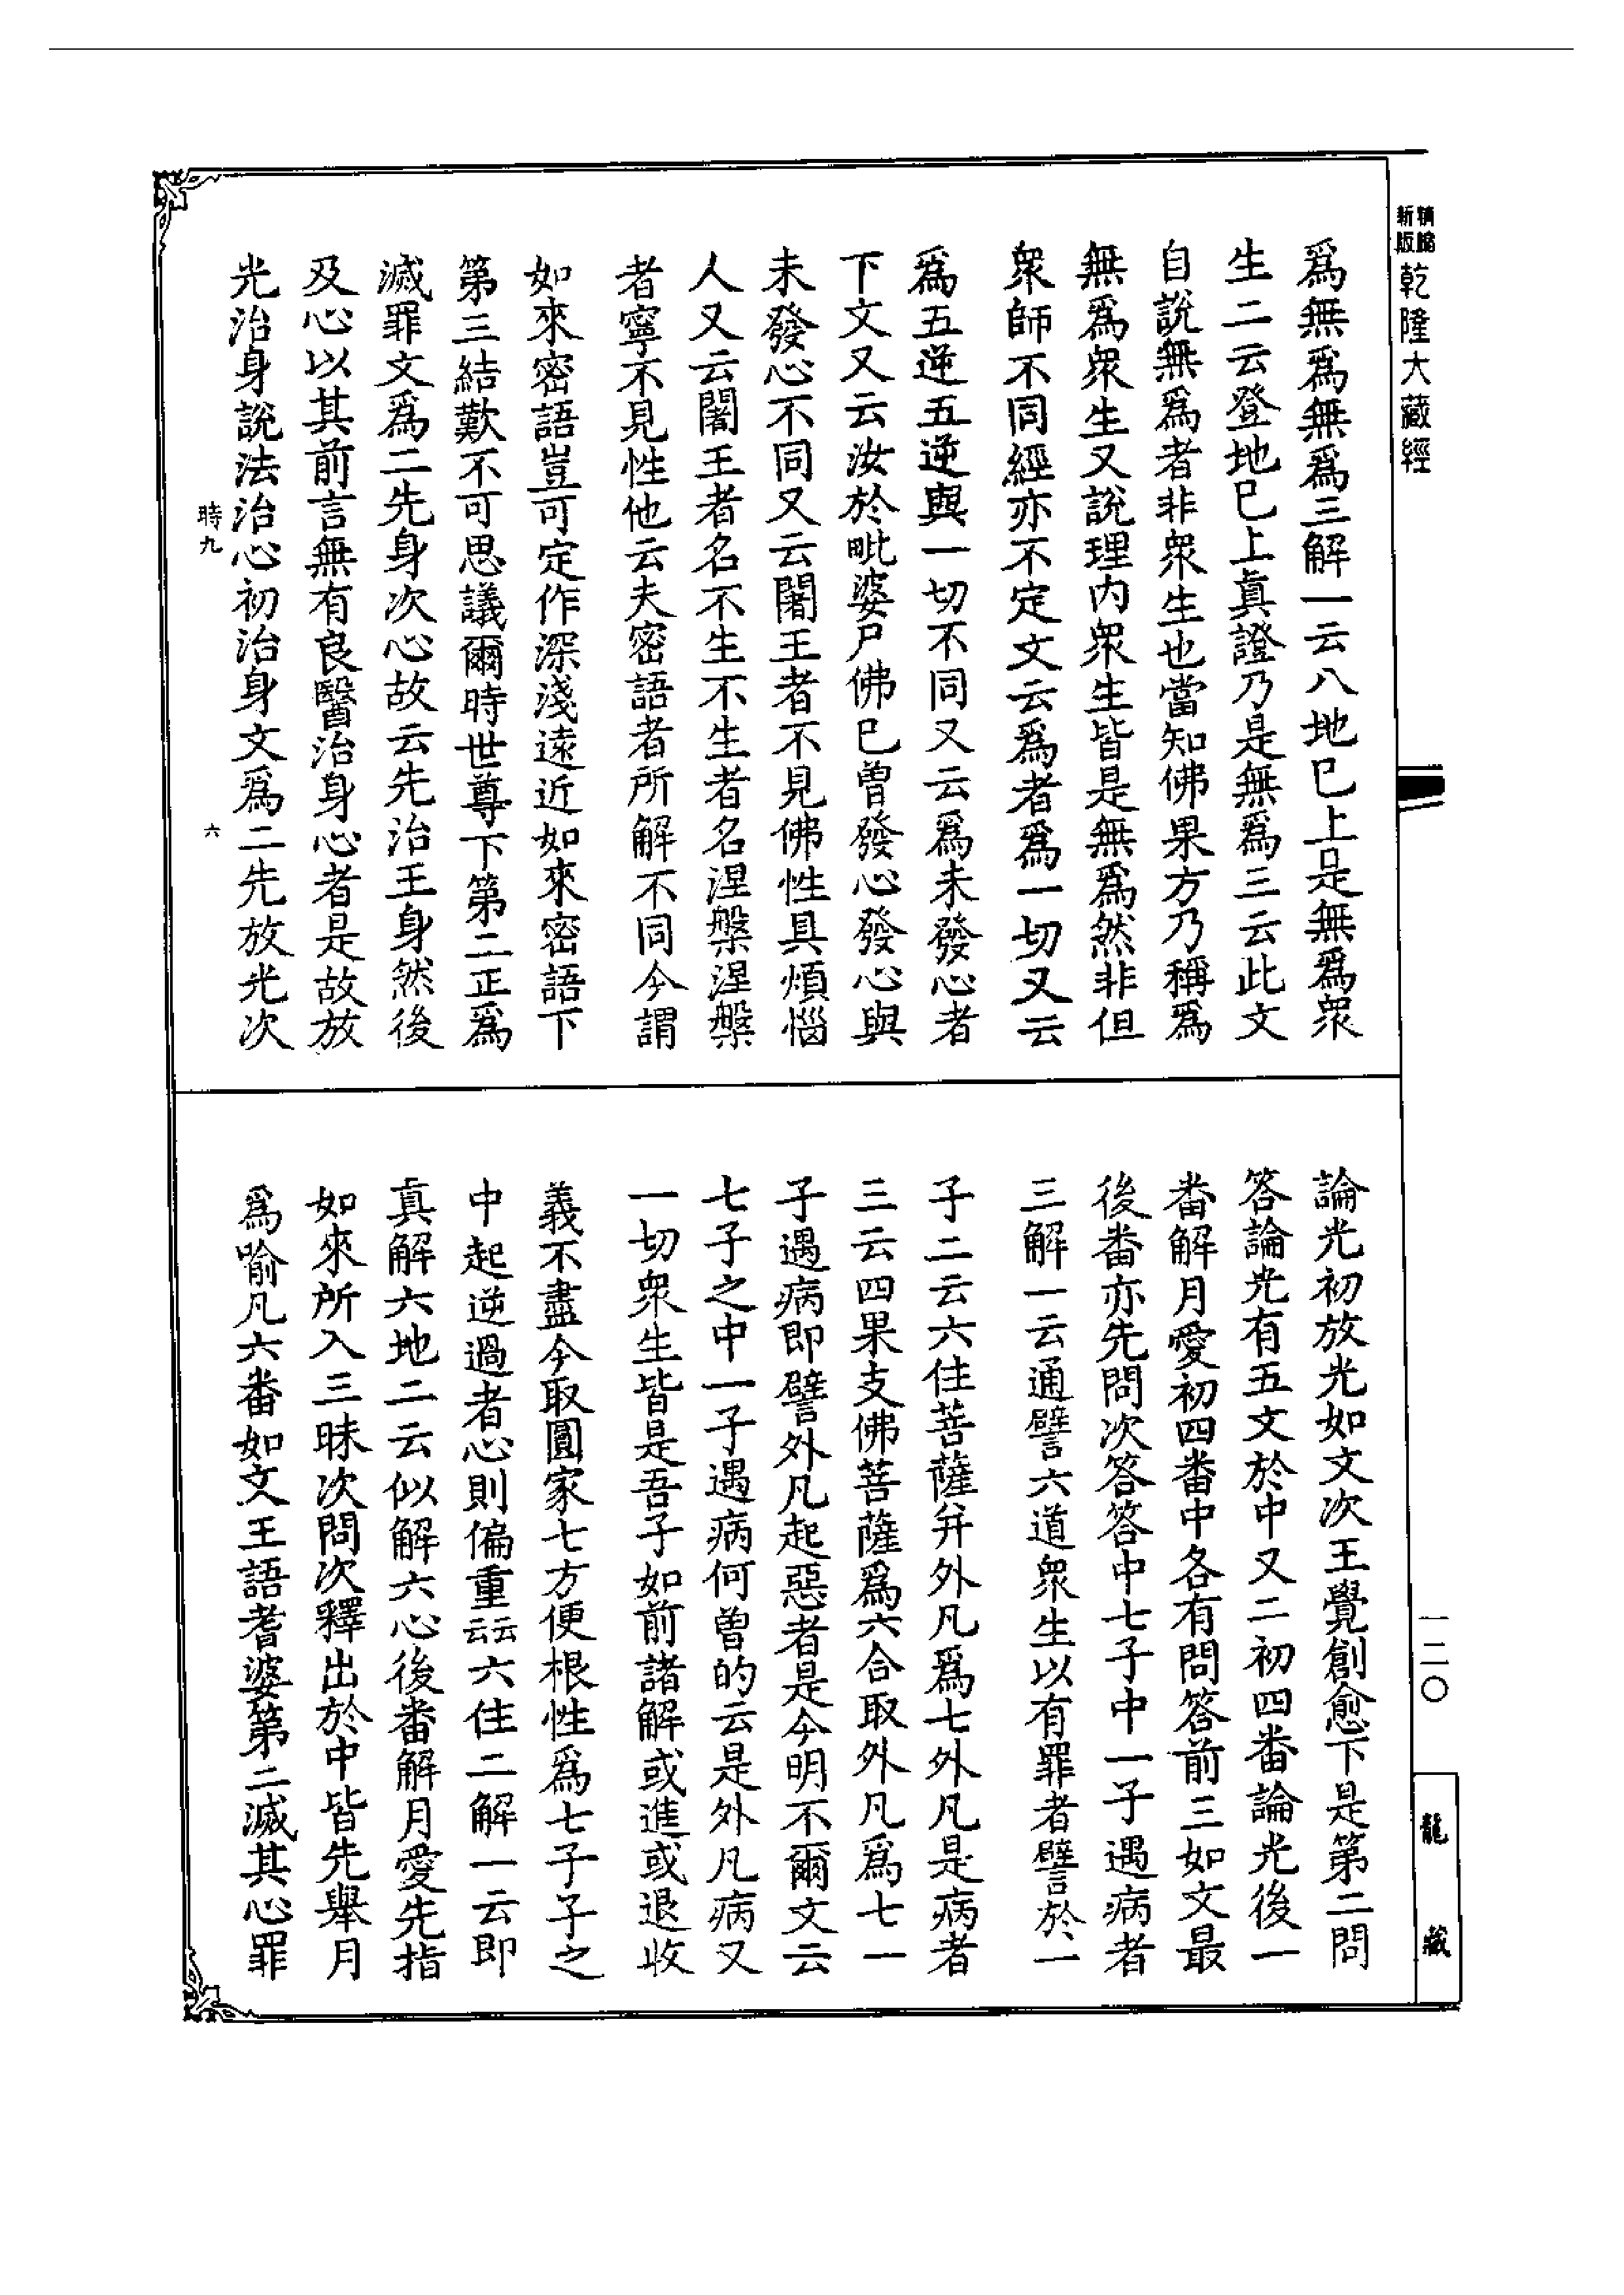 精縮新版
乾隆大藏經
爲無爲無爲三解一云八地已上是無爲衆
生二云登地已上眞證乃是無爲三云此文
自說無爲者非衆生也當知佛果方乃稱爲
無爲衆生又說理内衆生皆是無爲然非但
衆師不同經亦不定文云爲者爲一切又云
爲五逆五逆與一切不同又云爲未發心者
下文又云汝於毗婆尸佛已曾發心發心與
未發心不同又云闍王者不見佛性具煩惱
人又云闍王者名不生不生者名涅槃涅槃
者寧不見性他云夫密語者所解不同今謂
如來密語豈可定作深淺遠近如來密語下
第三結歎不可思議爾時世尊下第二正爲
滅罪文爲二先身次心故云先治王身然後
及心以其前言無有良醫治身心者是故放
光治身說法治心初治身文爲二先放光次
時九
六
論光初放光如文次王覺創愈下是第二問
答論光有五文於中又二初四番論光後一
番解月愛初四番中各有問答前三如文最
後番亦先問次答答中七子中一子遇病者
三解一云通譬六道衆生以有罪者譬於一
子二云六住菩薩并外凡爲七外凡是病者
三云四果支佛菩薩爲六合取外凡爲七一
子遇病即譬外凡起惡者是今明不爾文云
七子之中一子遇病何曾的云是外凡病又
一切衆生皆是吾子如前諸解或進或退收
義不盡今取圓家七方便根性爲七子子之
中起逆過者心則偏重云云六住二解一云即
眞解六地二云似解六心後番解月愛先指
如來所入三昧次問次釋出於中皆先舉月
爲喻凡六番如文王語耆婆第二滅其心罪
一二〇
龍藏